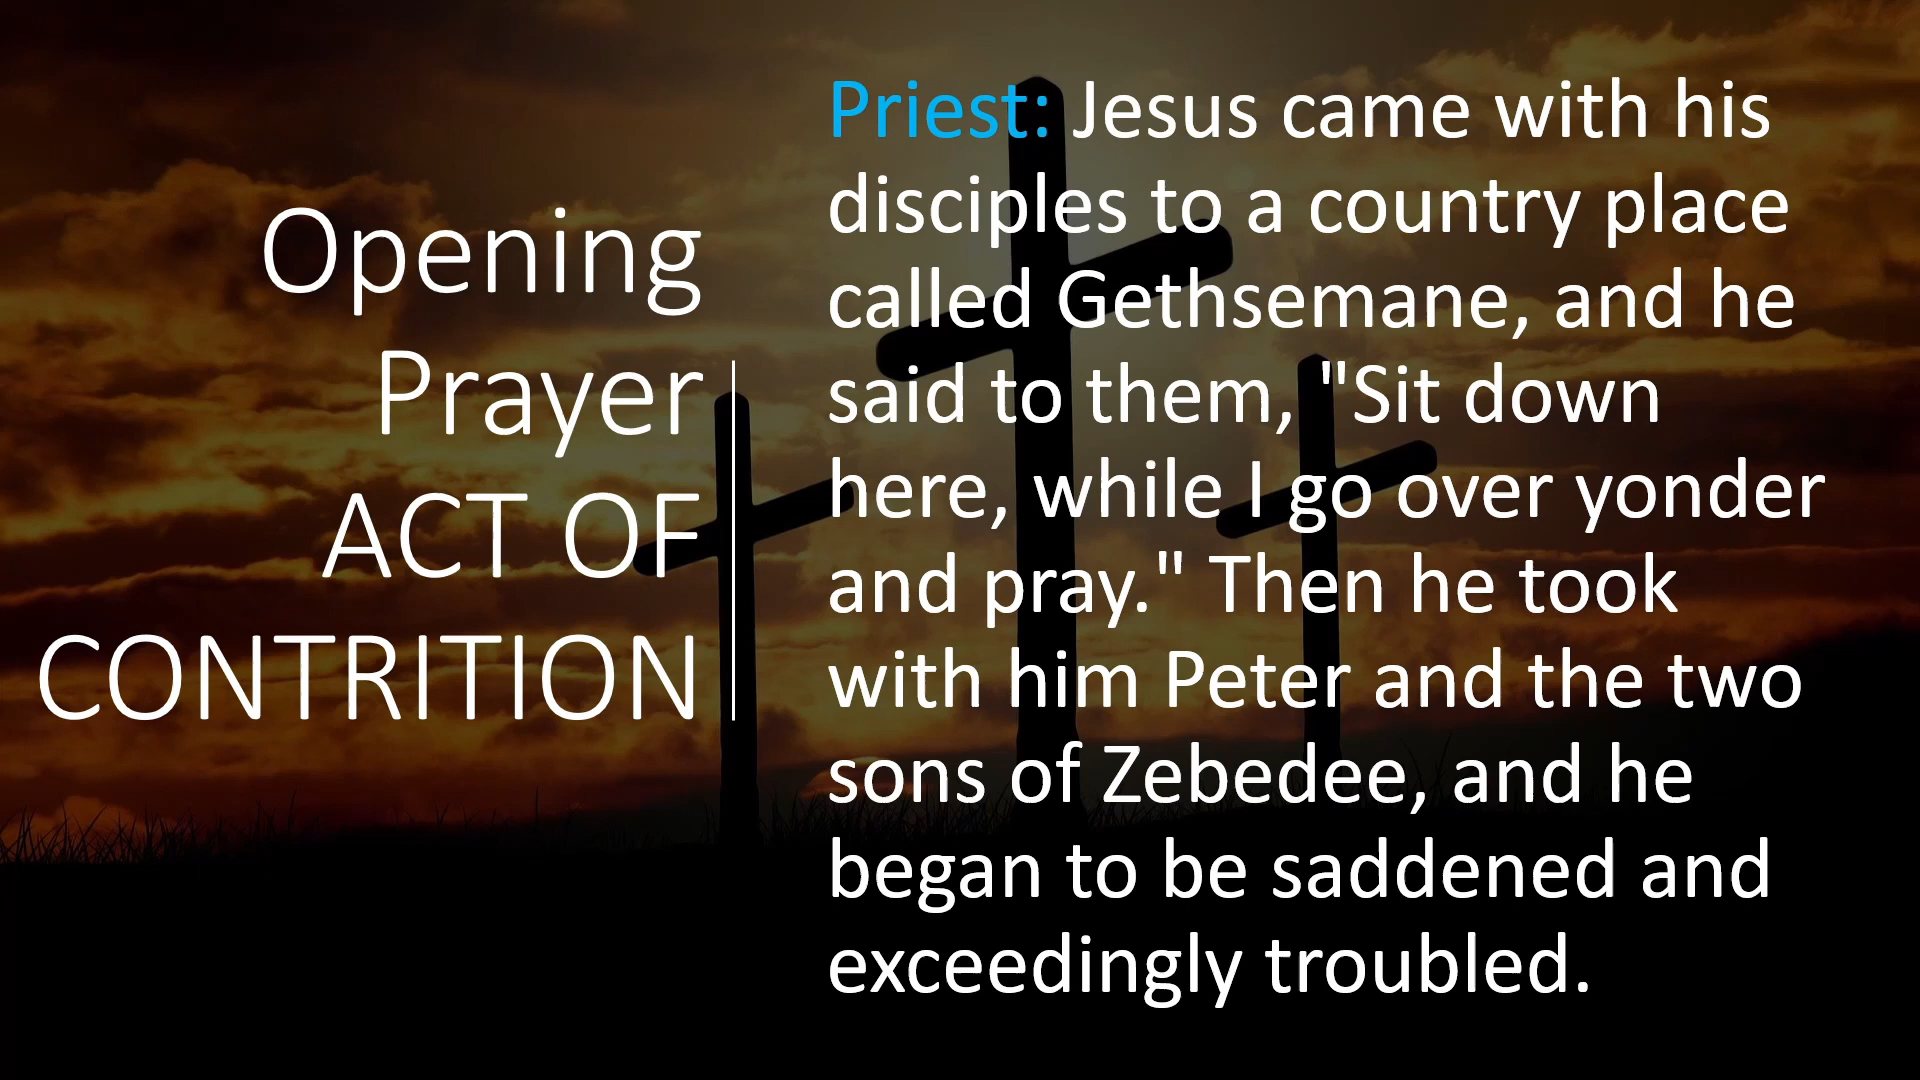 Opening
Prayer
ACT OF
CONTRITION
Priest: Jesus came with his
disciples to a country place
called Gethsemane, and he
said to them, "Sit down
here, while I go over yonder
and pray." Then he took
with him Peter and the two
sons of Zebedee, and he
began to be saddened and
exceedingly troubled.